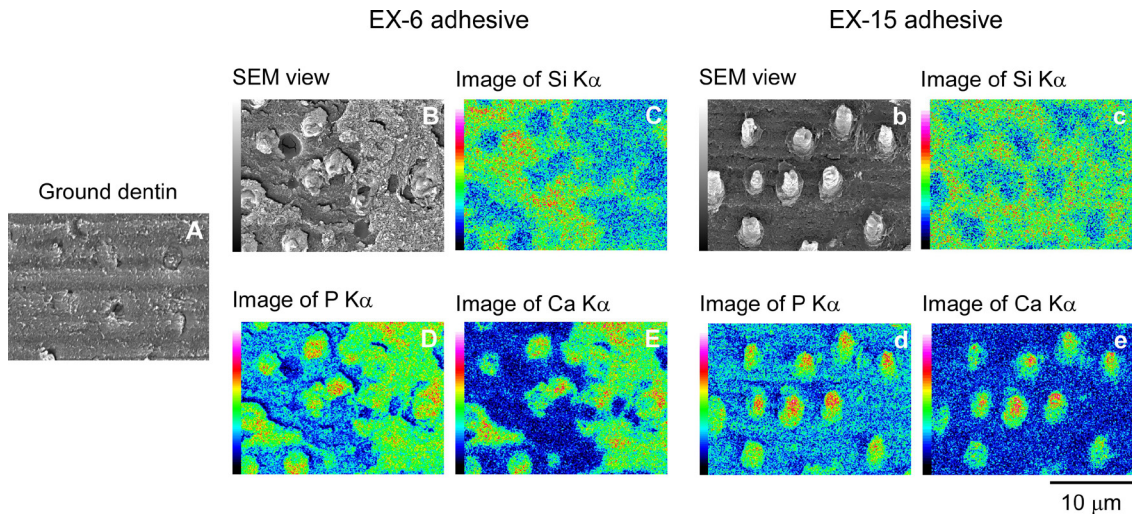 EX-6 adhesive
EX-15 adhesive
SEM view
Image of Si Kα
SEM view
Image of Si Kα
B
C
b
c
Ground dentin
A
Image of P Kα
Image of Ca Kα
Image of P Kα
Image of Ca Kα
D
E
d
e
10 μm